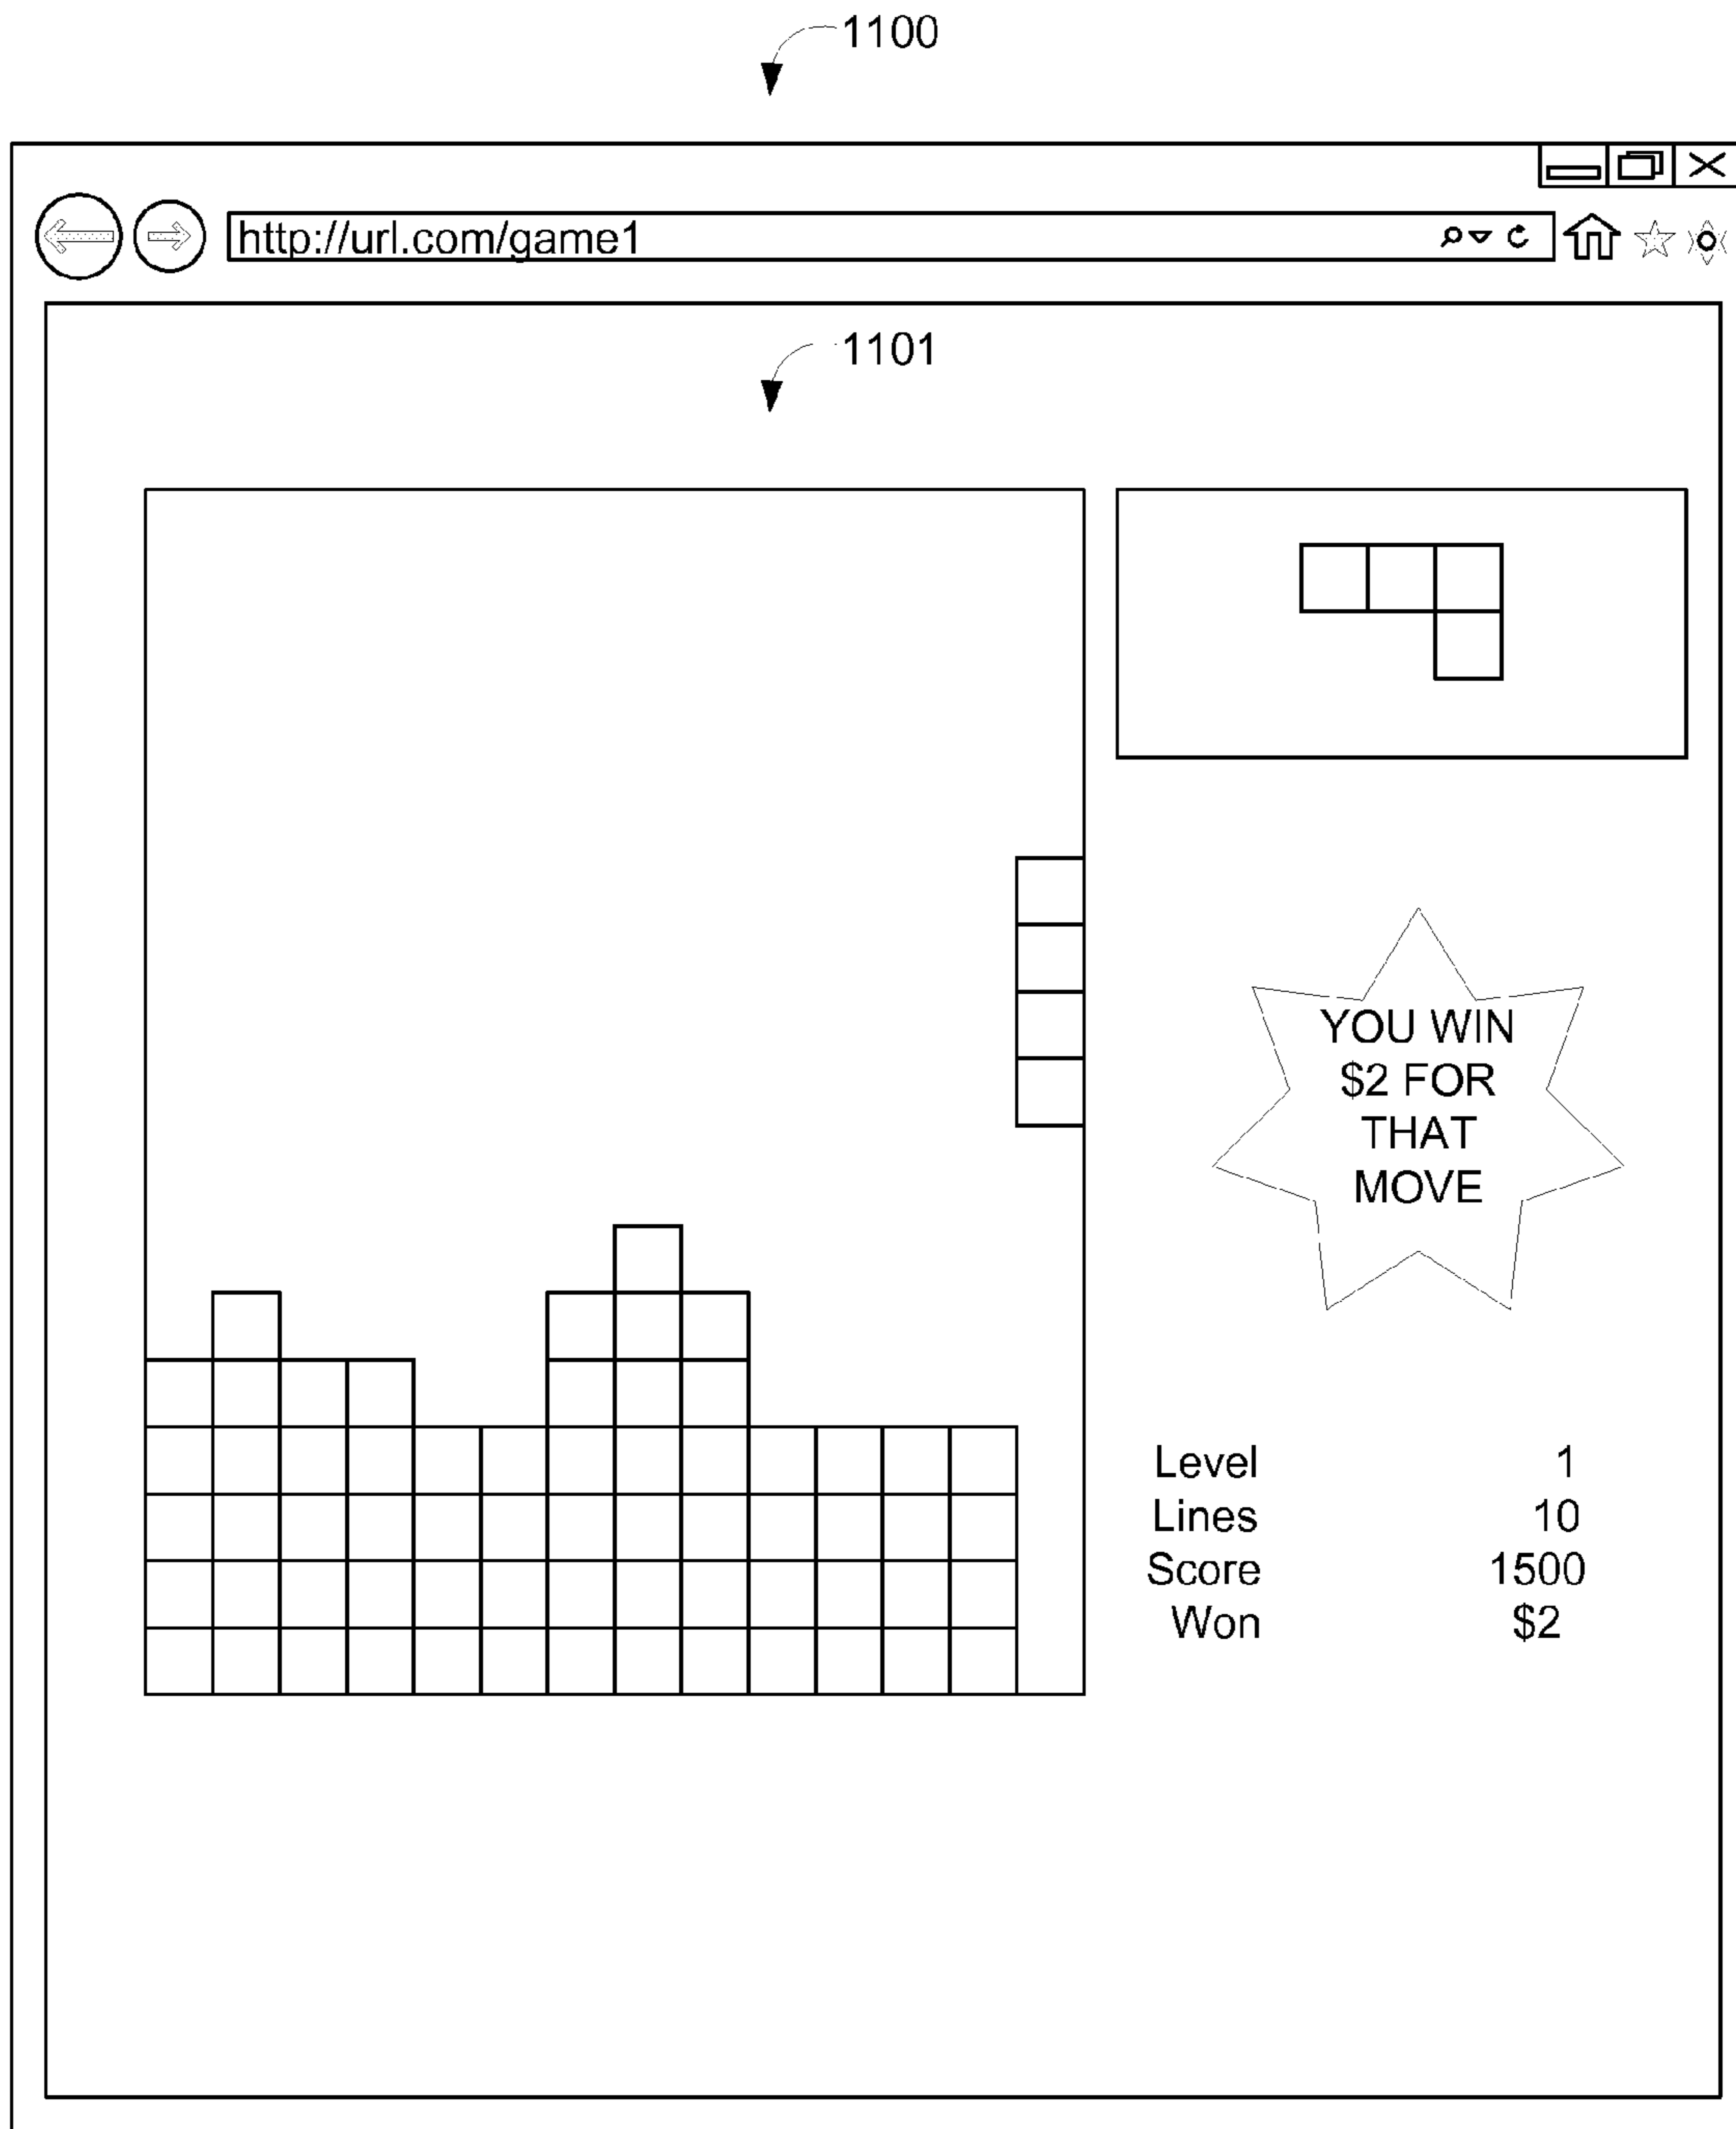 1100
http://url.com/game1
1101
YOU WIN
$2 FOR
THAT
MOVE
Level 1
Lines 10
Score 1500
Won $2